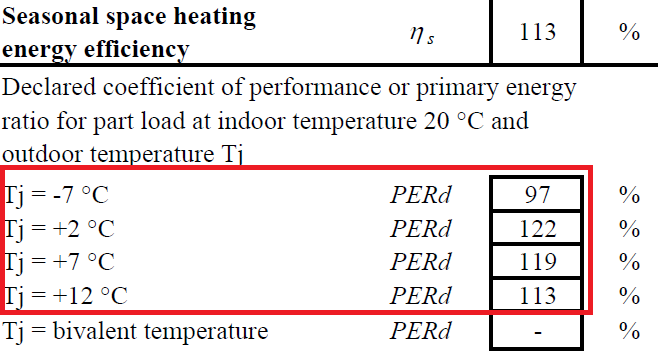 Seasonal space heating
energy efficiency ηs 113 %
Declared coefficient of performance or primary energy
ratio for part load at indoor temperature 20 °C and
outdoor temperature Tj
Tj = -7 °C PERd 97 %
Tj = +2 °C PERd 122 %
Tj = +7 °C PERd 119 %
Tj = +12 °C PERd 113 %
Tj = bivalent temperature PERd - %